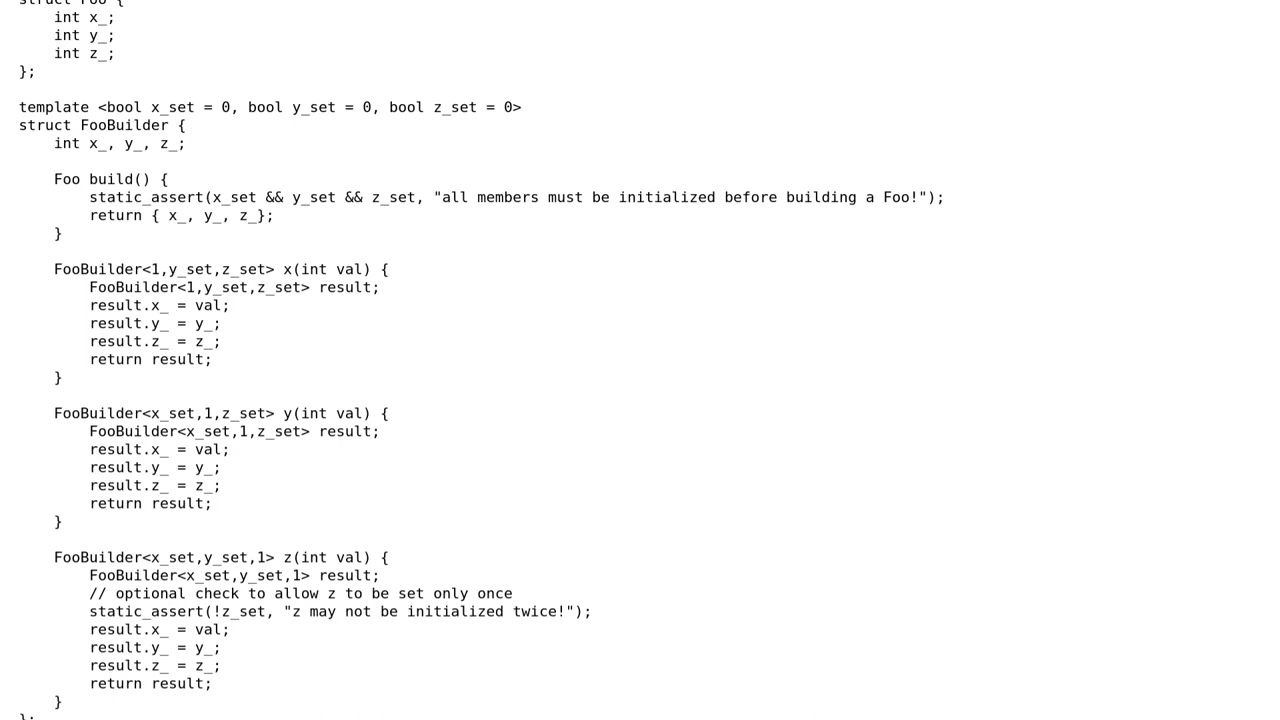 struct Foo {
    int x_;
    int y_;
    int z_;
};

template <bool x_set = 0, bool y_set = 0, bool z_set = 0>
struct FooBuilder {
    int x_, y_, z_;

    Foo build() {
        static_assert(x_set && y_set && z_set, "all members must be initialized before building a Foo!");
        return { x_, y_, z_};
    }

    FooBuilder<1,y_set,z_set> x(int val) {
        FooBuilder<1,y_set,z_set> result;
        result.x_ = val;
        result.y_ = y_;
        result.z_ = z_;
        return result;
    }

    FooBuilder<x_set,1,z_set> y(int val) {
        FooBuilder<x_set,1,z_set> result;
        result.x_ = val;
        result.y_ = y_;
        result.z_ = z_;
        return result;
    }

    FooBuilder<x_set,y_set,1> z(int val) {
        FooBuilder<x_set,y_set,1> result;
        // optional check to allow z to be set only once
        static_assert(!z_set, "z may not be initialized twice!");
        result.x_ = val;
        result.y_ = y_;
        result.z_ = z_;
        return result;
    }
};